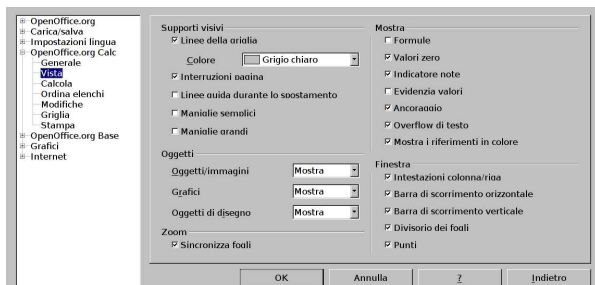 OpenOffice.org
Carica/salva
Impostazioni lingua
OpenOffice.org Calc
Generale
Vista
Calcola
Ordina elenchi
Modifiche
Griglia
Stampa
OpenOffice.org Base
Grafici
Internet
Supporti visivi
Linee della griglia
Colore Grigio chiaro
Interruzioni pagina
Linee guida durante lo spostamento
Maniglie semplici
Maniglie grandi
Oggetti
Oggetti/immagini Mostra
Grafici Mostra
Oggetti di disegno Mostra
Zoom
Sincronizza fogli
Mostra
Formule
Valori zero
Indicatore note
Evidenzia valori
Ancoraggio
Overflow di testo
Mostra i riferimenti in colore
Finestra
Intestazioni colonna/riga
Barra di scorrimento orizzontale
Barra di scorrimento verticale
Divisorio dei fogli
Punti
OK Annulla ? Indietro